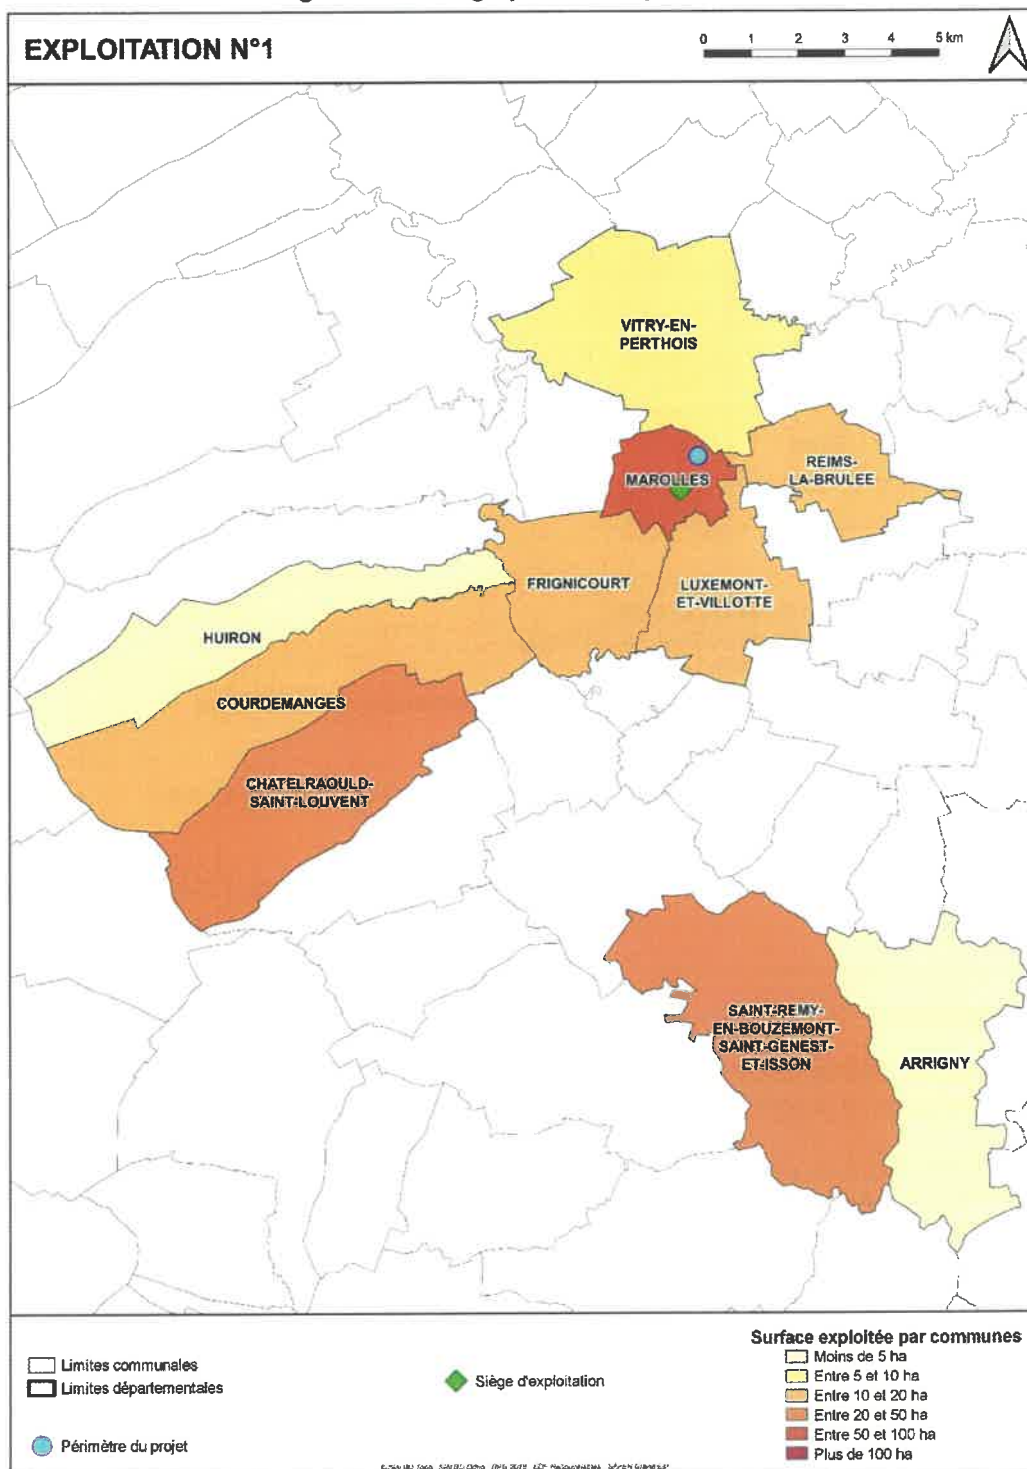 EXPLOITATION N°1
0 1 2 3 4 5 km
VITRY-EN-
PERTHOIS
MAROLLES
REIMS-
LA-BRULEE
FRIGNICOURT
LUXEMONT-
ET-VILLOTTE
HUIRON
COURDEMANGES
CHATELRAOULD-
SAINT-LOUVENT
SAINT-REMY-
EN-BOUZEMONT-
SAINT-GENEST-
ET-ISSON
ARRIGNY
Limites communales
Limites départementales
Périmètre du projet
Siège d'exploitation
Surface exploitée par communes
Moins de 5 ha
Entre 5 et 10 ha
Entre 10 et 20 ha
Entre 20 et 50 ha
Entre 50 et 100 ha
Plus de 100 ha